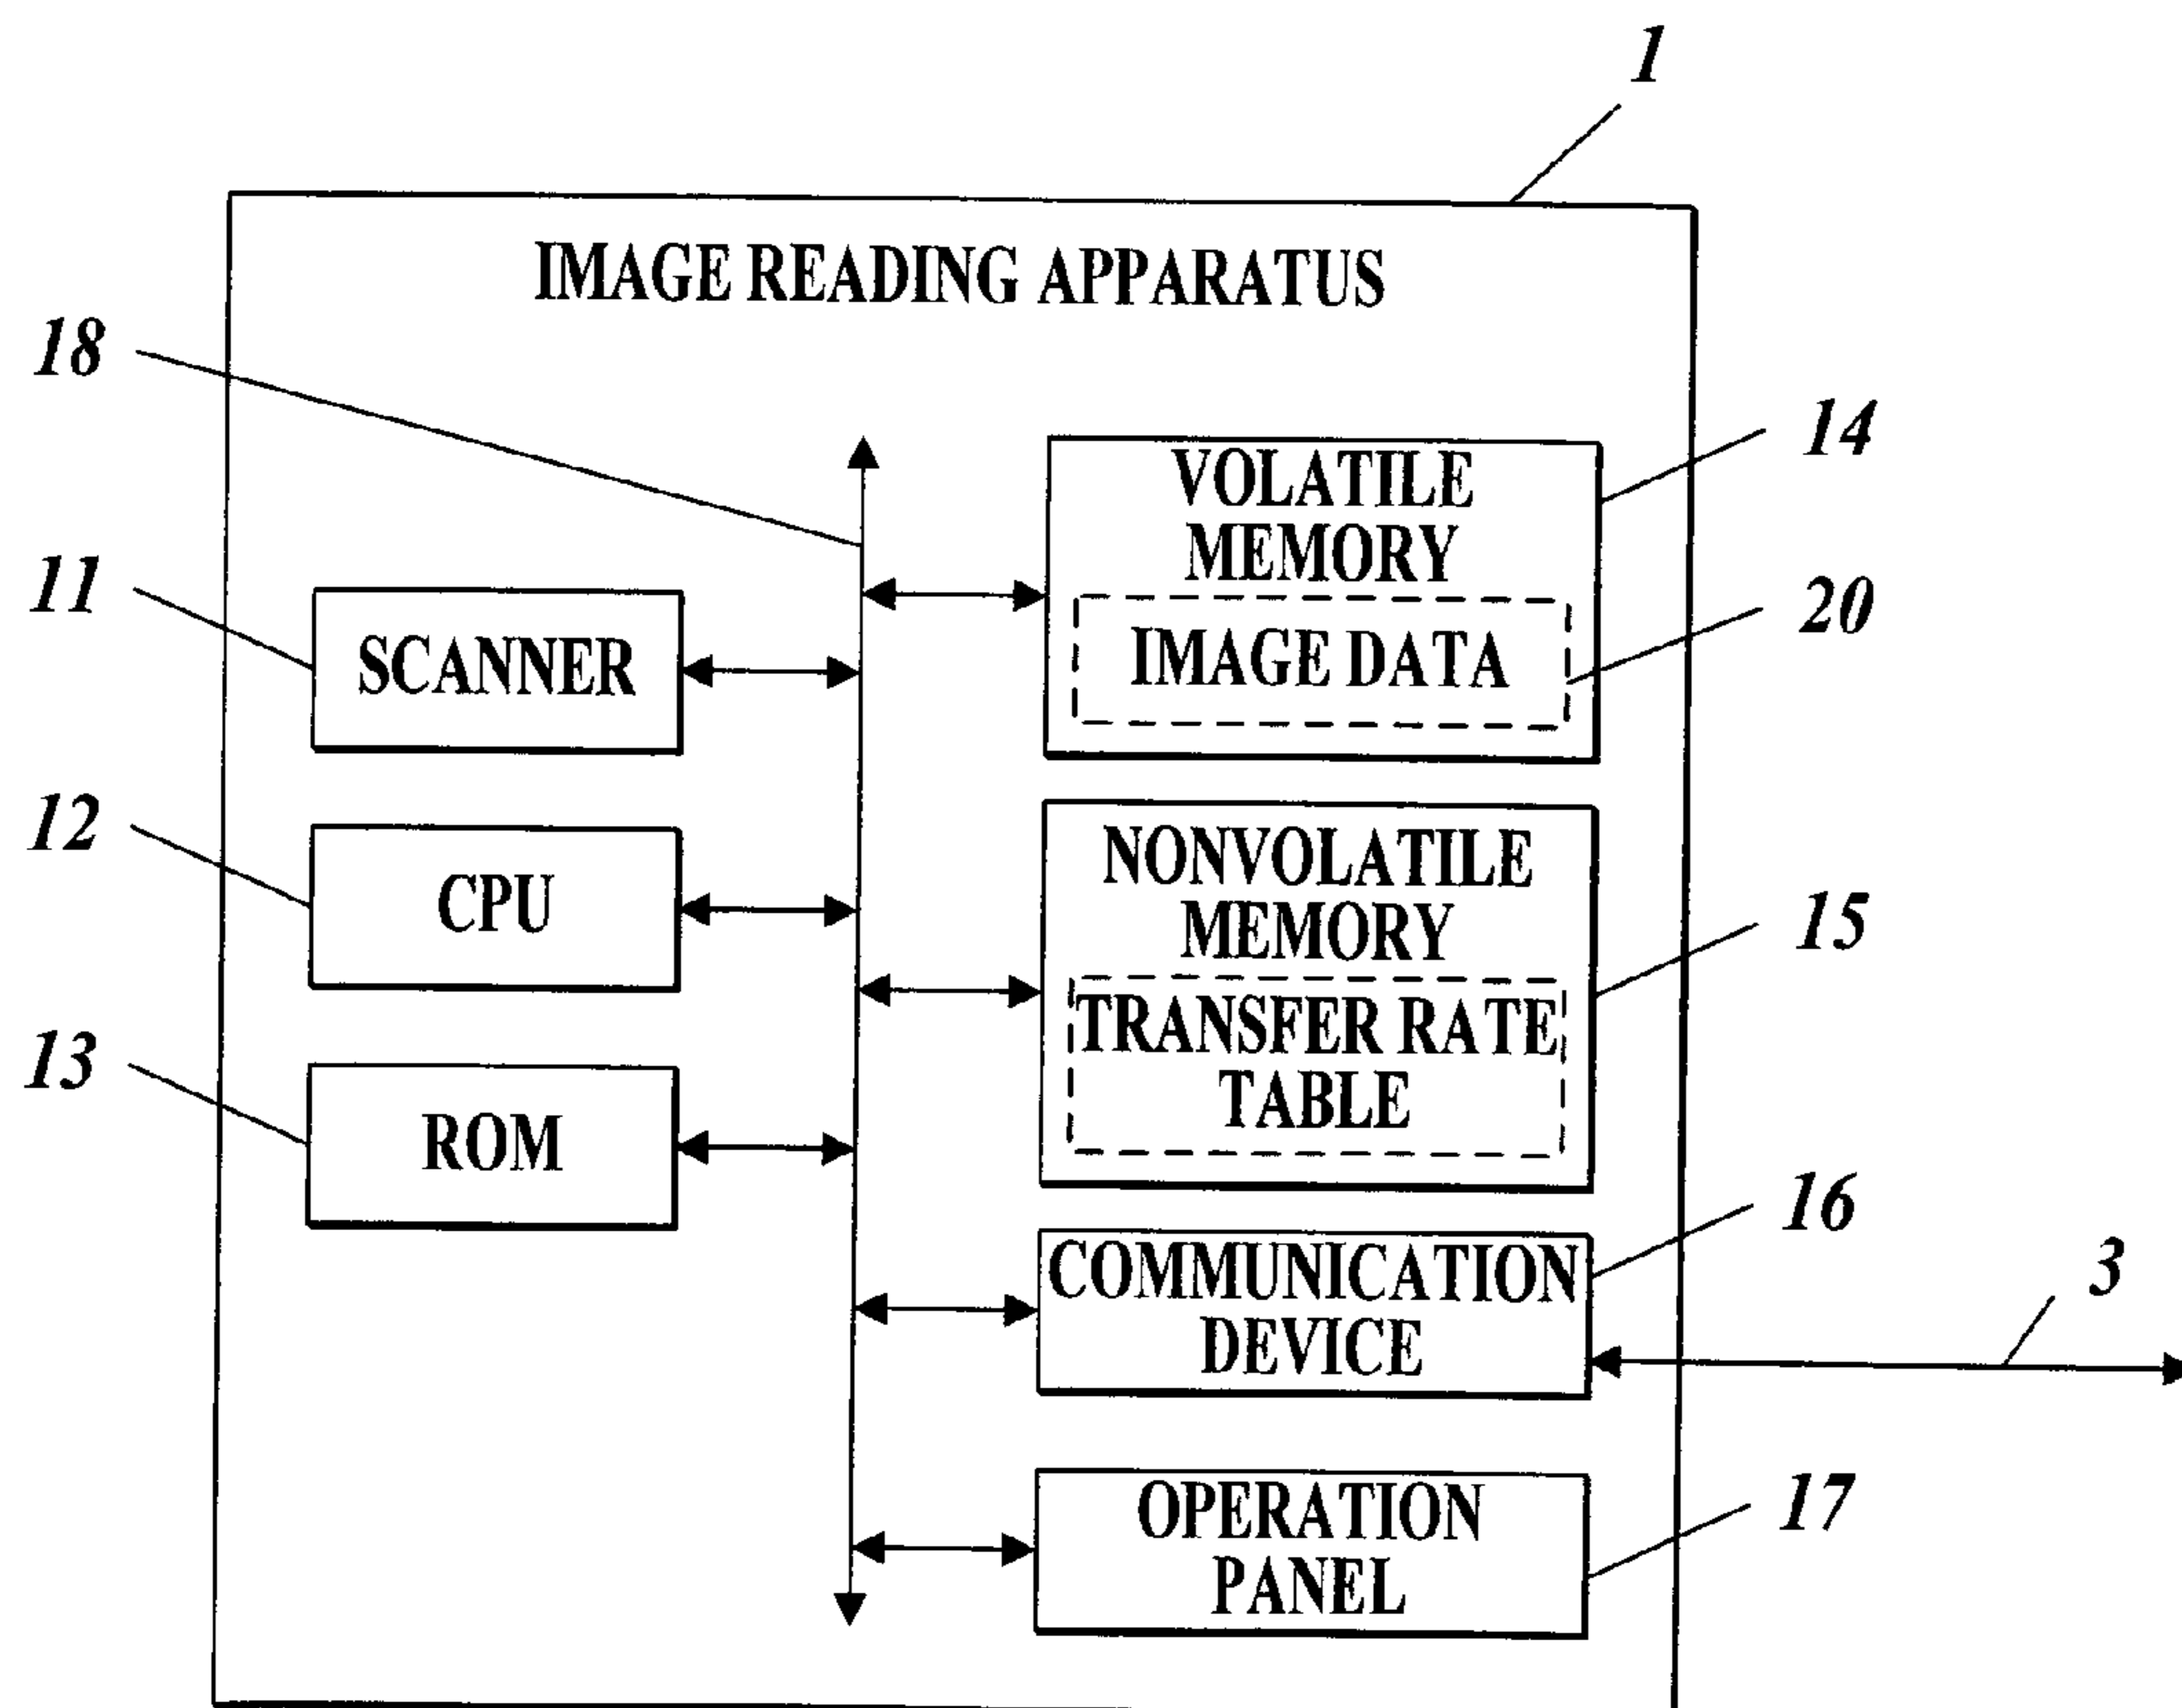 1
IMAGE READING APPARATUS
18
14
VOLATILE
MEMORY
20
IMAGE DATA
11
SCANNER
12
CPU
NONVOLATILE
MEMORY
15
TRANSFER RATE
TABLE
13
ROM
16
COMMUNICATION
DEVICE
3
17
OPERATION
PANEL